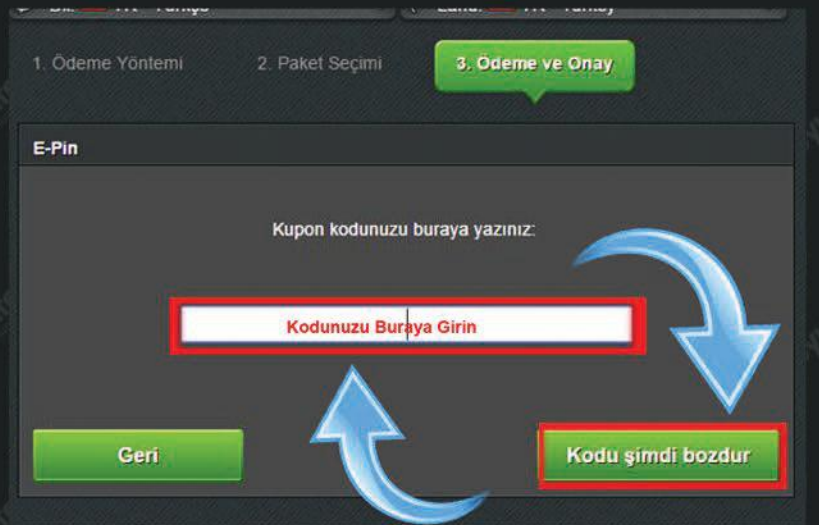 1. Ödeme Yöntemi 2. Paket Seçimi 3. Ödeme ve Onay
E-Pin
Kupon kodunuzu buraya yazınız:
Kodunuzu Buraya Girin
Geri Kodu şimdi bozdur